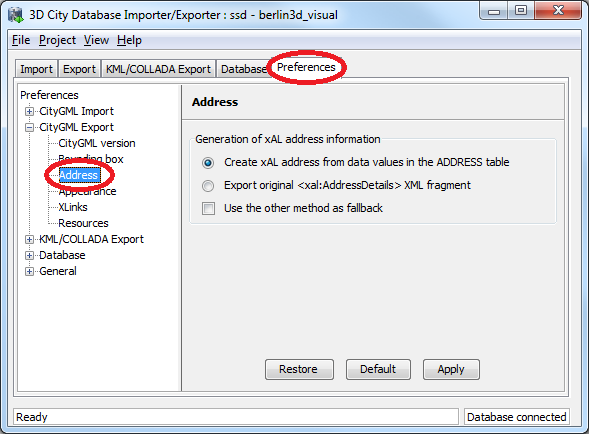 3D City Database Importer/Exporter : ssd - berlin3d_visual
File Project View Help
Import Export KML/COLLADA Export Database Preferences
Preferences
CityGML Import
CityGML Export
CityGML version
Bounding box
Address
Appearance
XLinks
Resources
KML/COLLADA Export
Database
General
Address
Generation of xAL address information
Create xAL address from data values in the ADDRESS table
Export original <xal:AddressDetails> XML fragment
Use the other method as fallback
Restore Default Apply
Ready Database connected